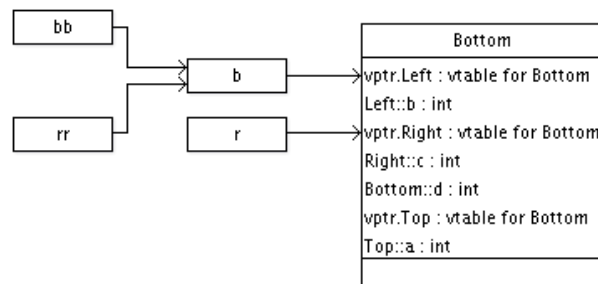 bb
b
rr
r
Bottom
vptr.Left : vtable for Bottom
Left::b : int
vptr.Right : vtable for Bottom
Right::c : int
Bottom::d : int
vptr.Top : vtable for Bottom
Top::a : int